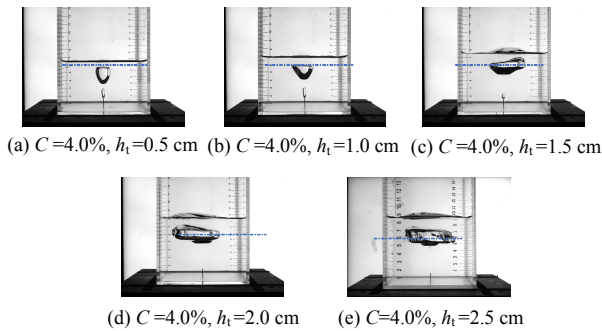 (a) C =4.0%, hₜ=0.5 cm (b) C =4.0%, hₜ=1.0 cm (c) C =4.0%, hₜ=1.5 cm
(d) C =4.0%, hₜ=2.0 cm (e) C=4.0%, hₜ=2.5 cm